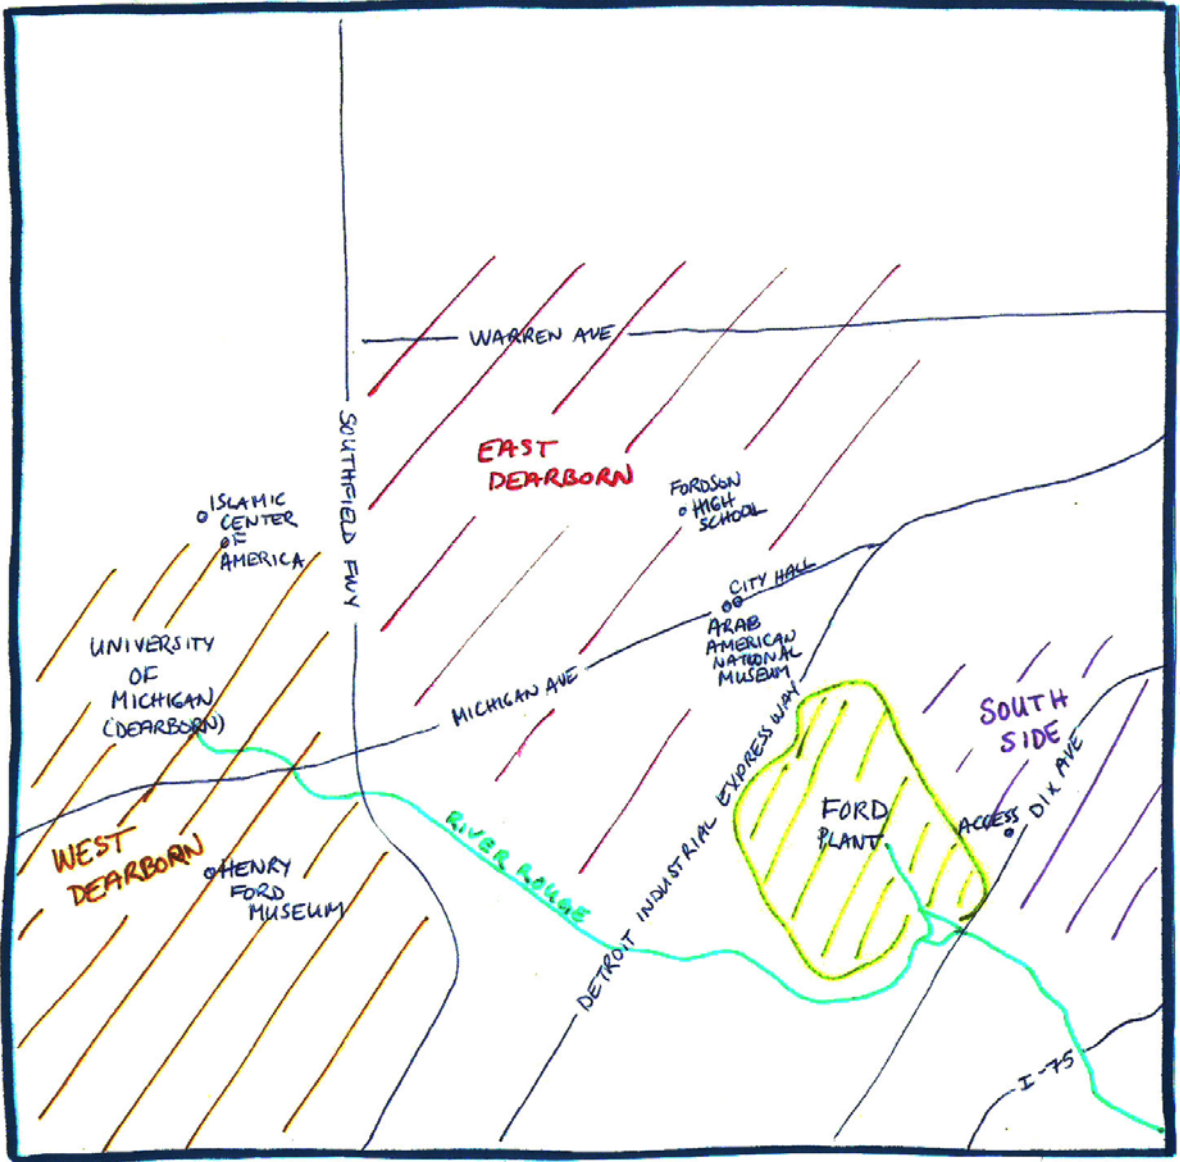 WARREN AVE
SOUTHFIELD FWY
EAST
DEARBORN
FORDSON
HIGH
SCHOOL
ISLAMIC
CENTER
OF
AMERICA
CITY HALL
ARAB
AMERICAN
NATIONAL
MUSEUM
UNIVERSITY
OF
MICHIGAN
(DEARBORN)
MICHIGAN AVE
SOUTH
SIDE
DETROIT INDUSTRIAL EXPRESSWAY
FORD
PLANT
ACCESS
DIX AVE
RIVER ROUGE
WEST
DEARBORN
HENRY
FORD
MUSEUM
I-75